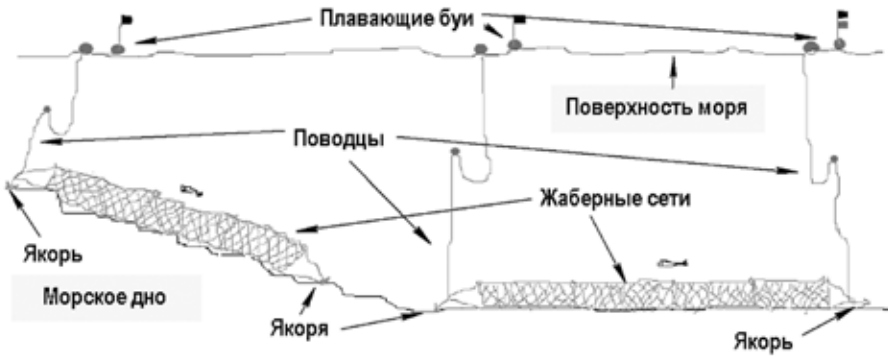 Плавающие буи
Поверхность моря
Поводцы
Жаберные сети
Якорь
Морское дно
Якоря
Якорь